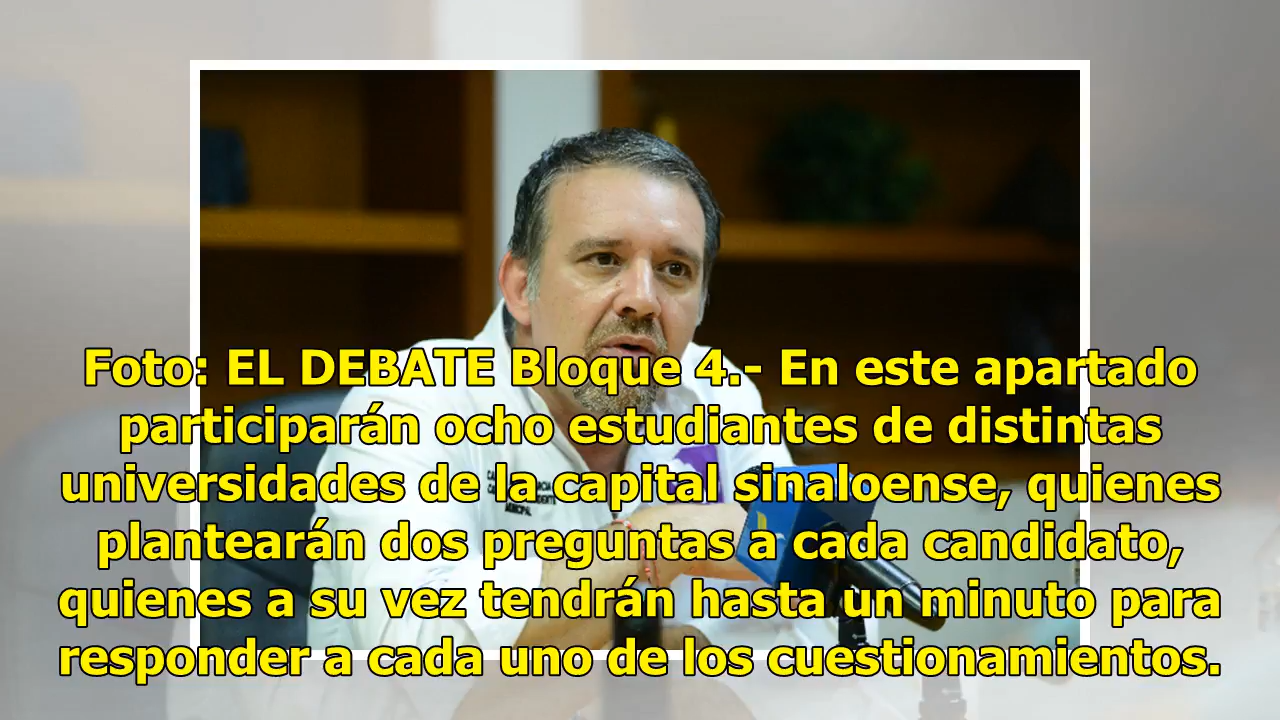 Foto: EL DEBATE Bloque 4.- En este apartado
participarán ocho estudiantes de distintas
universidades de la capital sinaloense, quienes
plantearán dos preguntas a cada candidato,
quienes a su vez tendrán hasta un minuto para
responder a cada uno de los cuestionamientos.
MUNICIPAL